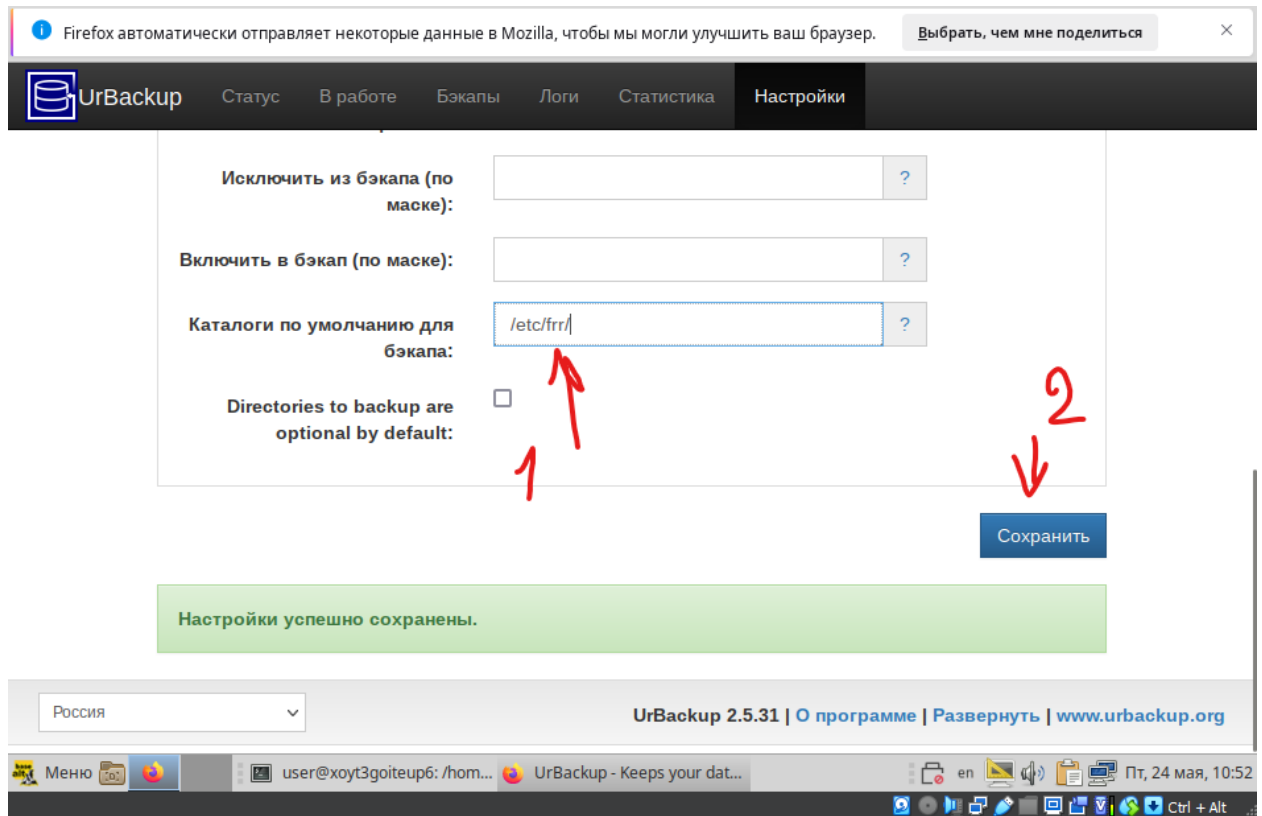 Firefox автоматически отправляет некоторые данные в Mozilla, чтобы мы могли улучшить ваш браузер. Выбрать, чем мне поделиться
UrBackup Статус В работе Бэкапы Логи Статистика Настройки
Исключить из бэкапа (по
маске):
?
Включить в бэкап (по маске):
?
Каталоги по умолчанию для
бэкапа:
/etc/frr/
?
Directories to backup are
optional by default:
1
2
Сохранить
Настройки успешно сохранены.
Россия
UrBackup 2.5.31 | О программе | Развернуть | www.urbackup.org
Меню user@xoyt3goiteup6: /hom... UrBackup - Keeps your dat... en Пт, 24 мая, 10:52
Ctrl + Alt